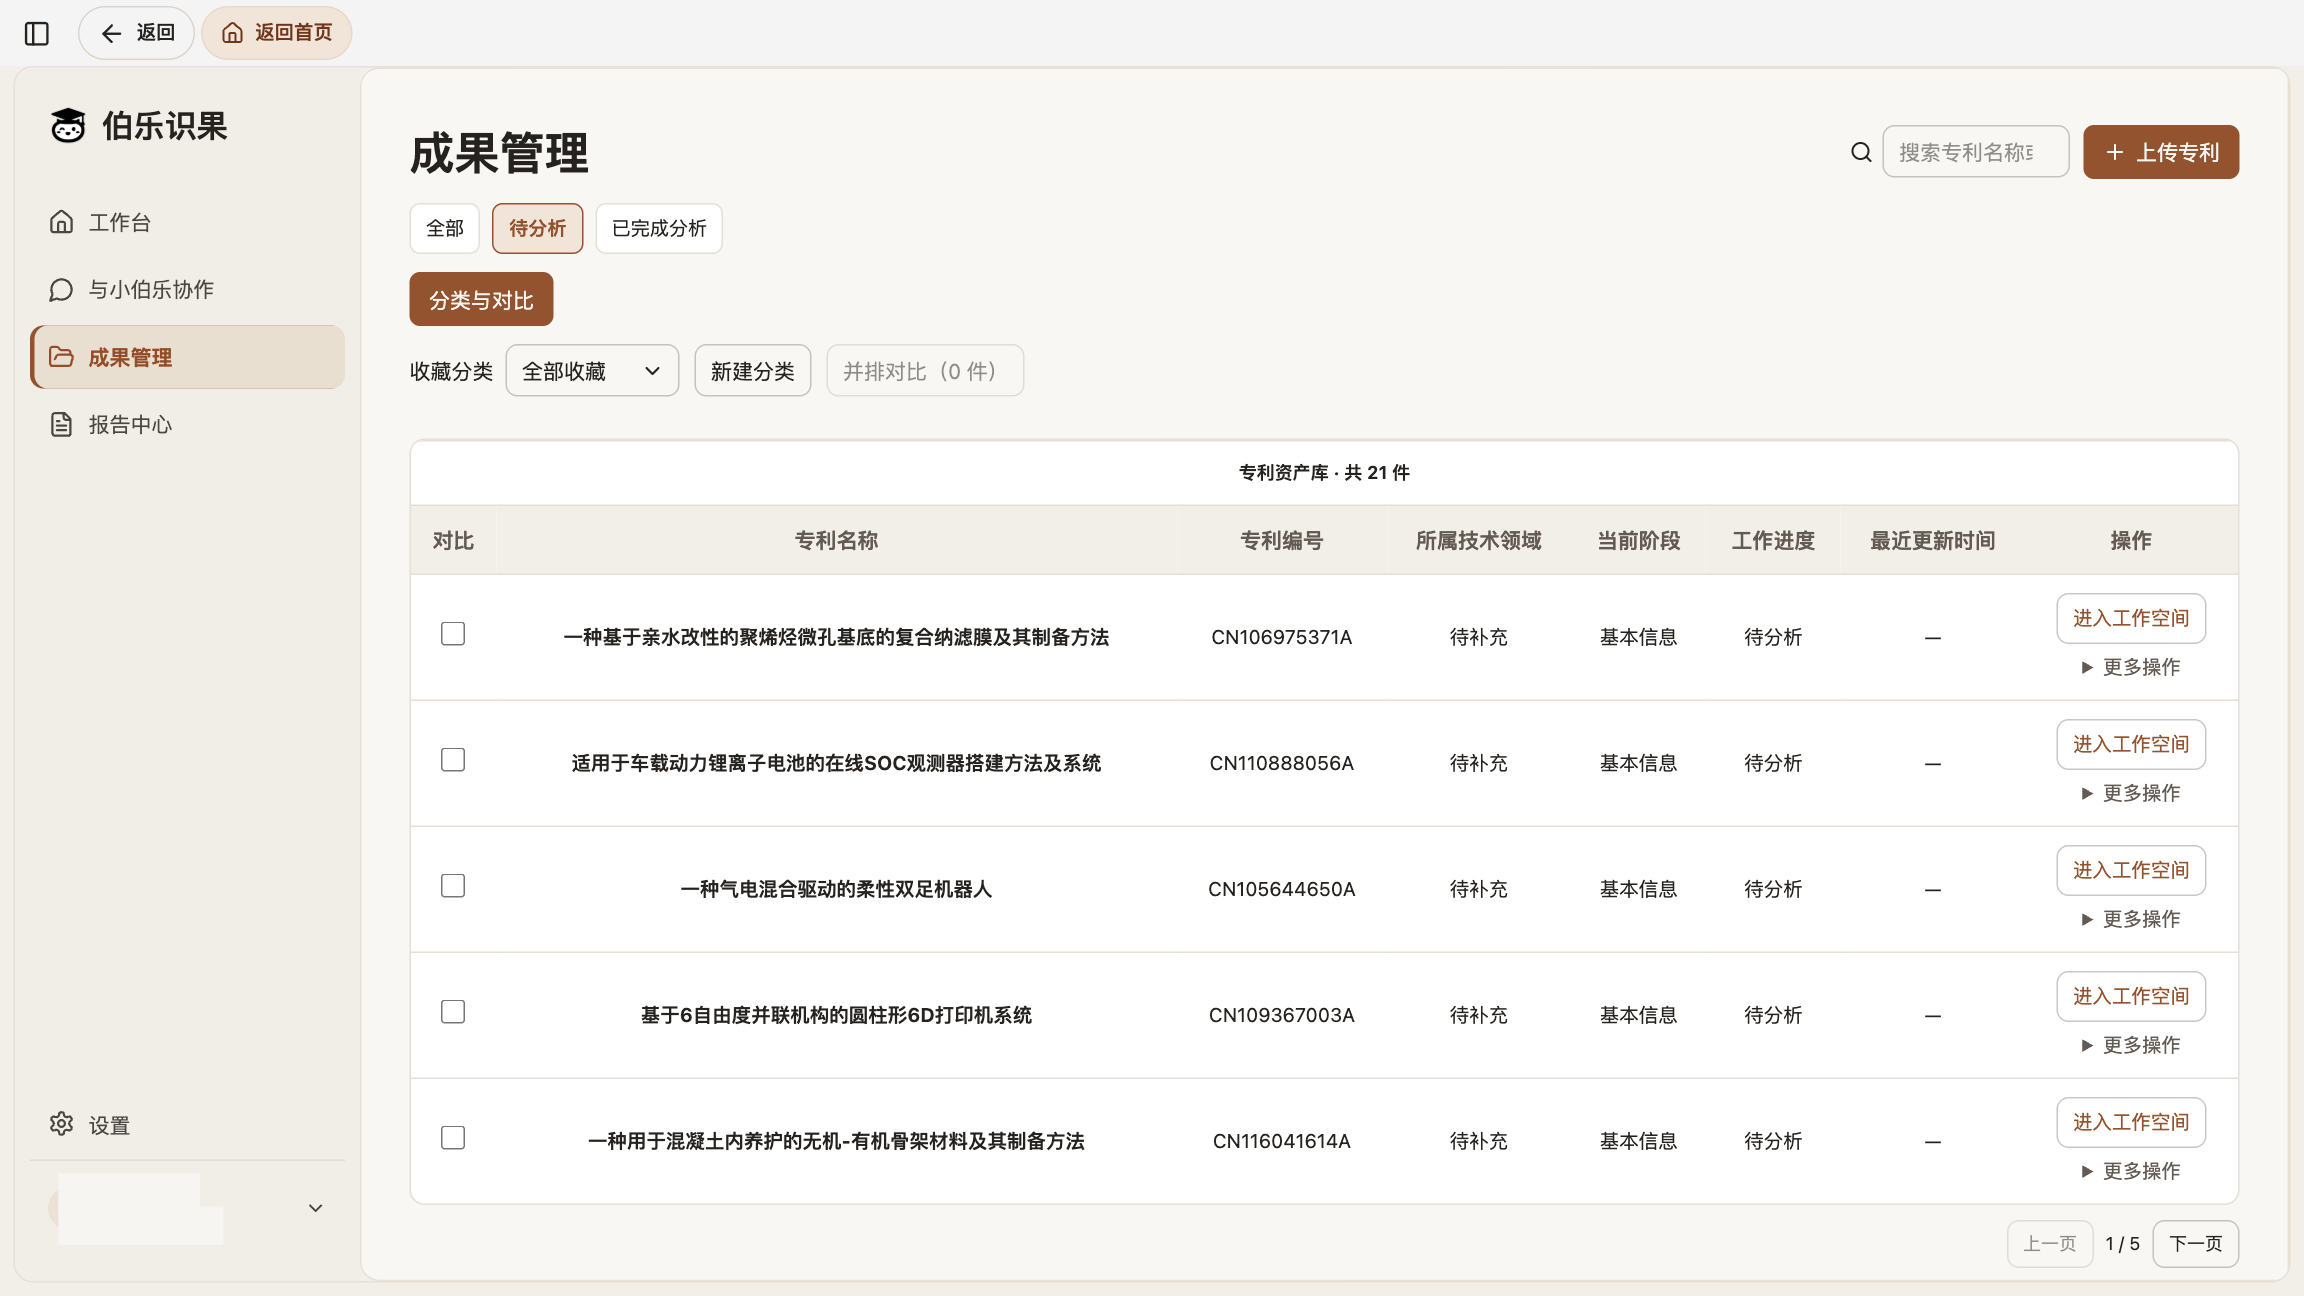 返回
返回首页
伯乐识果
工作台
与小伯乐协作
成果管理
报告中心
设置
成果管理
搜索专利名称
+ 上传专利
全部
待分析
已完成分析
分类与对比
收藏分类
全部收藏
新建分类
并排对比（0 件）
专利资产库 · 共 21 件
对比 专利名称 专利编号 所属技术领域 当前阶段 工作进度 最近更新时间 操作
一种基于亲水改性的聚烯烃微孔基底的复合纳滤膜及其制备方法 CN106975371A 待补充 基本信息 待分析 — 进入工作空间
更多操作
适用于车载动力锂离子电池的在线SOC观测器搭建方法及系统 CN110888056A 待补充 基本信息 待分析 — 进入工作空间
更多操作
一种气电混合驱动的柔性双足机器人 CN105644650A 待补充 基本信息 待分析 — 进入工作空间
更多操作
基于6自由度并联机构的圆柱形6D打印机系统 CN109367003A 待补充 基本信息 待分析 — 进入工作空间
更多操作
一种用于混凝土内养护的无机-有机骨架材料及其制备方法 CN116041614A 待补充 基本信息 待分析 — 进入工作空间
更多操作
上一页
1 / 5
下一页